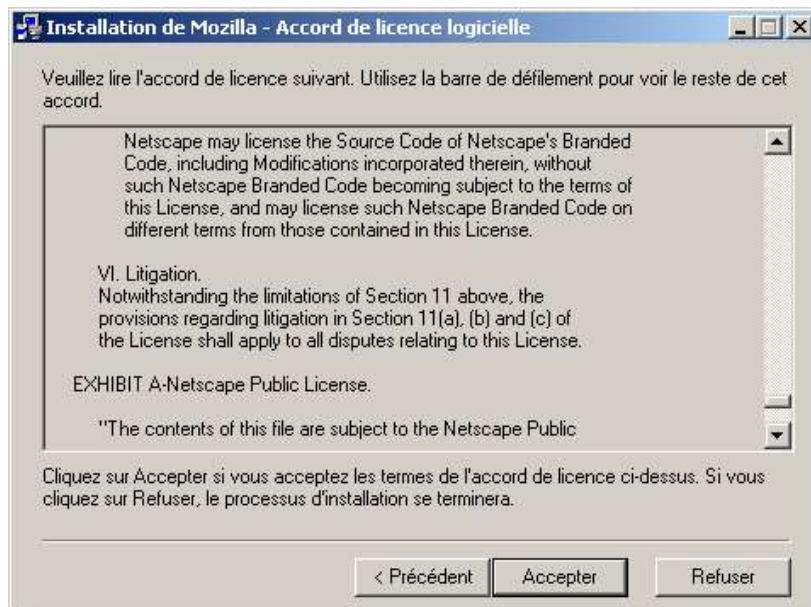 Installation de Mozilla - Accord de licence logicielle
Veuillez lire l'accord de licence suivant. Utilisez la barre de défilement pour voir le reste de cet
accord.
Netscape may license the Source Code of Netscape's Branded
Code, including Modifications incorporated therein, without
such Netscape Branded Code becoming subject to the terms of
this License, and may license such Netscape Branded Code on
different terms from those contained in this License.
VI. Litigation.
Notwithstanding the limitations of Section 11 above, the
provisions regarding litigation in Section 11(a), (b) and (c) of
the License shall apply to all disputes relating to this License.
EXHIBIT A-Netscape Public License.
"The contents of this file are subject to the Netscape Public
Cliquez sur Accepter si vous acceptez les termes de l'accord de licence ci-dessus. Si vous
cliquez sur Refuser, le processus d'installation se terminera.
< Précédent Accepter Refuser